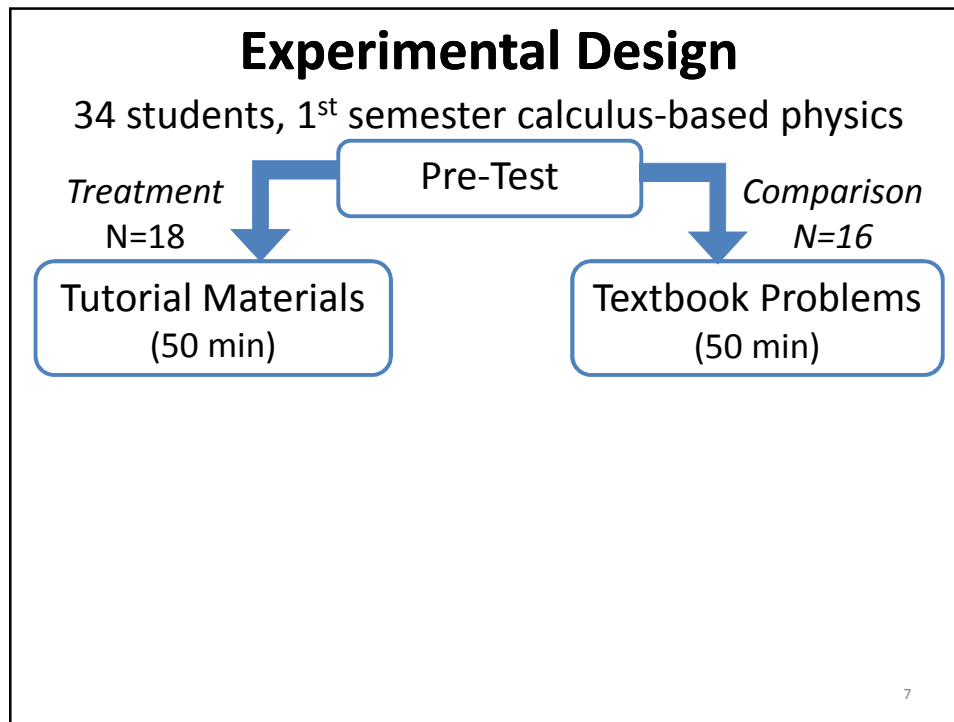 Experimental Design
34 students, 1st semester calculus-based physics
Pre-Test
Treatment
N=18
Comparison
N=16
Tutorial Materials
(50 min)
Textbook Problems
(50 min)
7